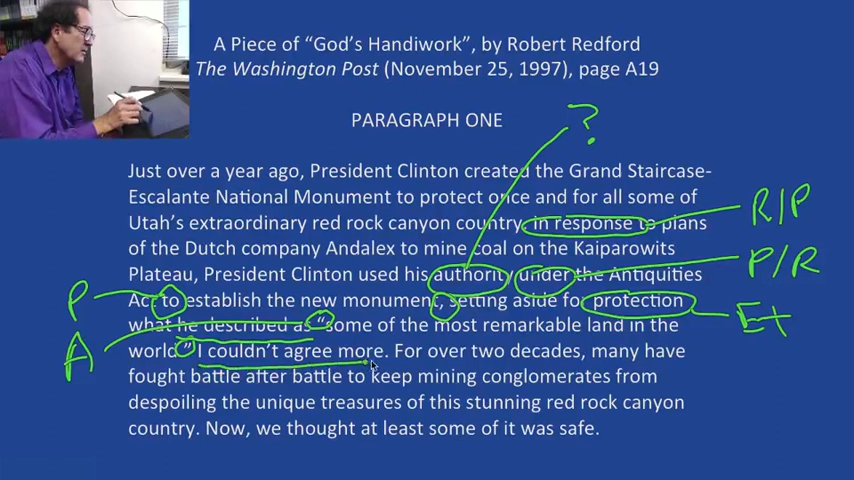 A Piece of “God’s Handiwork”, by Robert Redford
The Washington Post (November 25, 1997), page A19
PARAGRAPH ONE
?
Just over a year ago, President Clinton created the Grand Staircase-
Escalante National Monument to protect once and for all some of
Utah’s extraordinary red rock canyon country. In response to plans
R/P
of the Dutch company Andalex to mine coal on the Kaiparowits
Plateau, President Clinton used his authority under the Antiquities
P/R
P
Act to establish the new monument, setting aside for protection
Ex
what he described as “some of the most remarkable land in the
A
world.” I couldn’t agree more. For over two decades, many have
fought battle after battle to keep mining conglomerates from
despoiling the unique treasures of this stunning red rock canyon
country. Now, we thought at least some of it was safe.